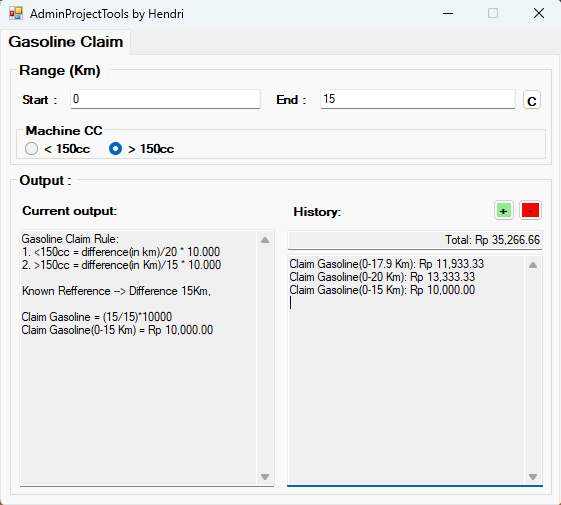 AdminProjectTools by Hendri
Gasoline Claim
Range (Km)
Start :
0
End :
15
C
Machine CC
< 150cc
> 150cc
Output :
Current output:
Gasoline Claim Rule:
1. <150cc = difference(in km)/20 * 10.000
2. >150cc = difference(in Km)/15 * 10.000
Known Refference --> Difference 15Km,
Claim Gasoline = (15/15)*10000
Claim Gasoline(0-15 Km) = Rp 10,000.00
History:
+
-
Total: Rp 35,266.66
Claim Gasoline(0-17.9 Km): Rp 11,933.33
Claim Gasoline(0-20 Km): Rp 13,333.33
Claim Gasoline(0-15 Km): Rp 10,000.00